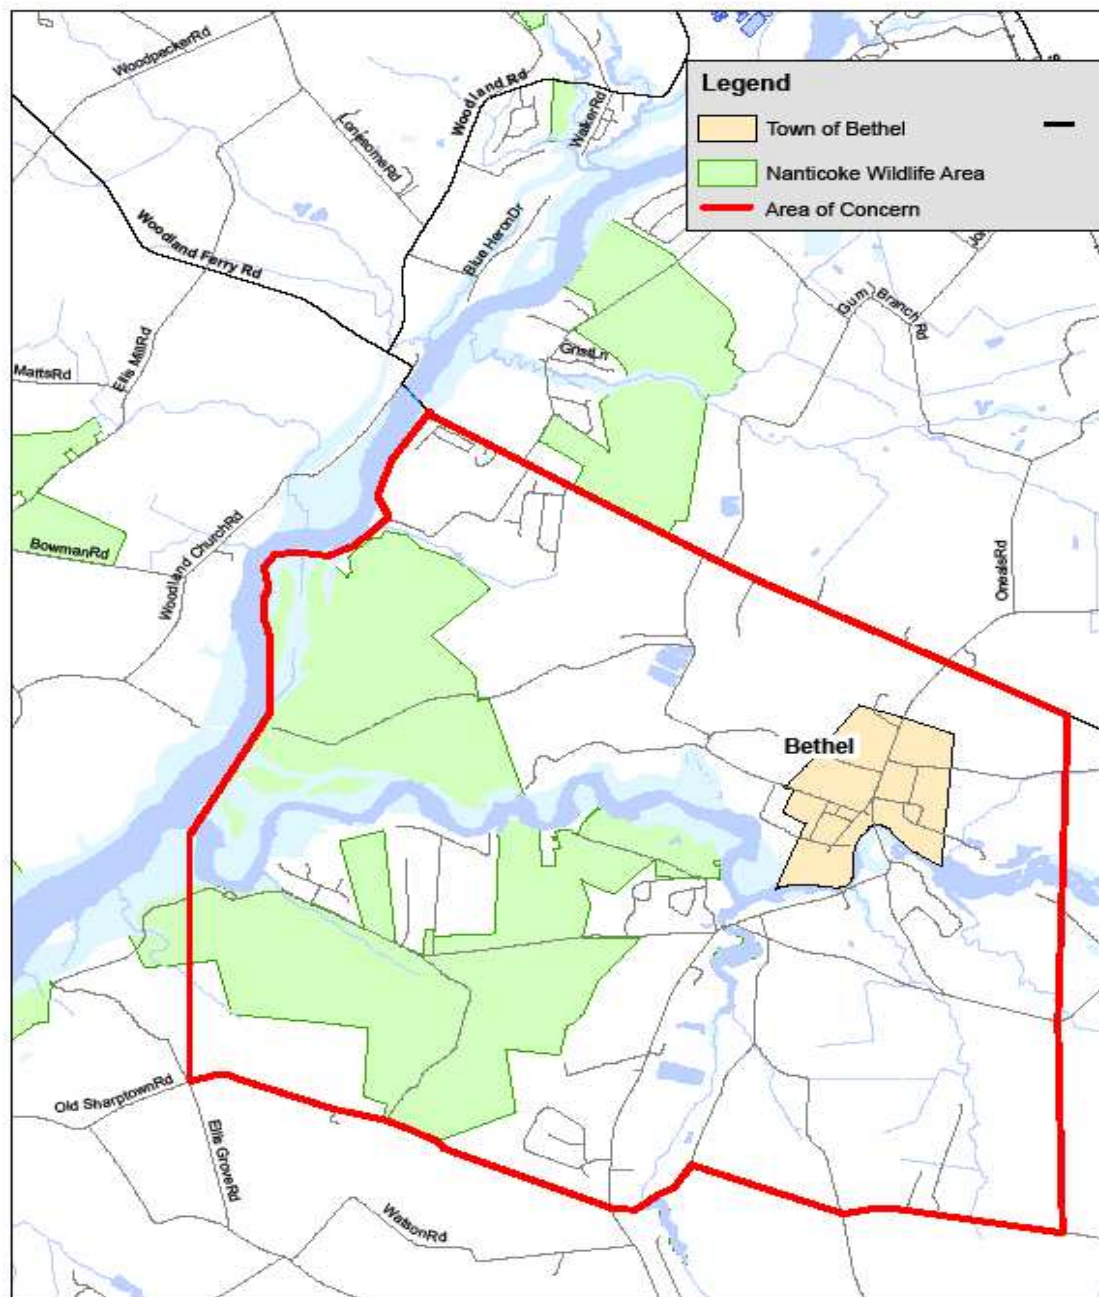 WoodpeckerRd
Woodland Rd
WalkerRd
LonesomeRd
Legend
Town of Bethel
Nanticoke Wildlife Area
Area of Concern
Woodland Ferry Rd
Blue HeronDr
Gum Branch Rd
Ellis MillRd
MattsRd
GristLn
BowmanRd
Woodland ChurchRd
OnealsRd
Bethel
Old SharptownRd
Ellis GroveRd
WatsonRd